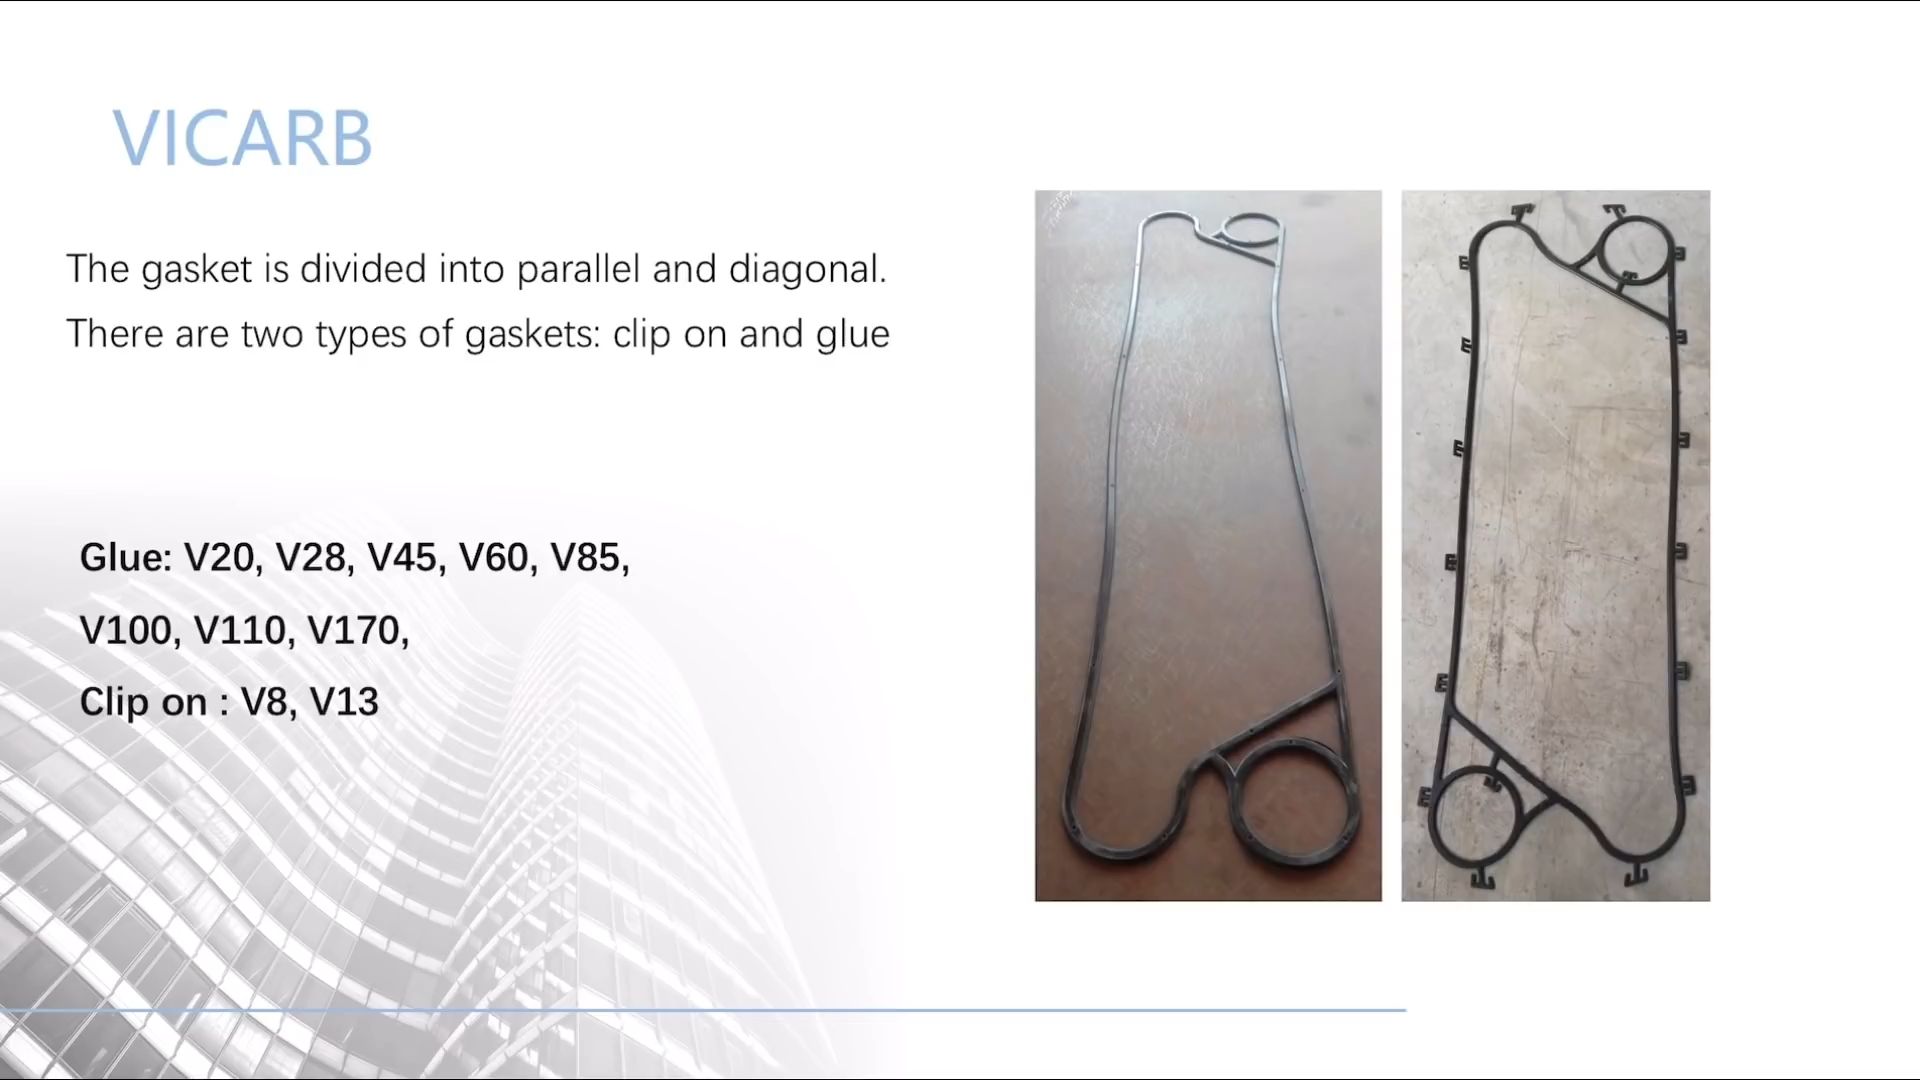 VICARB
The gasket is divided into parallel and diagonal.
There are two types of gaskets: clip on and glue
Glue: V20, V28, V45, V60, V85,
V100, V110, V170,
Clip on : V8, V13